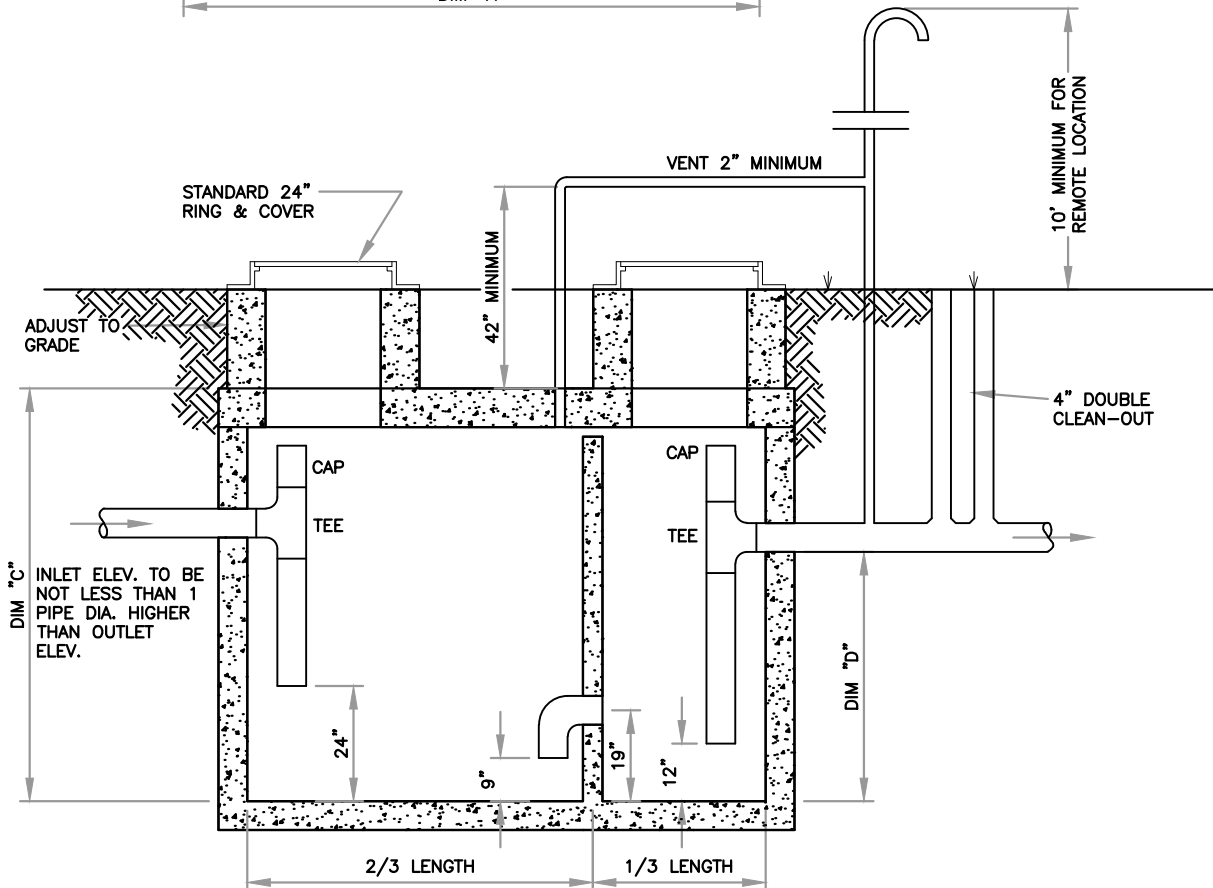 VENT 2" MINIMUM
10' MINIMUM FOR
REMOTE LOCATION
STANDARD 24"
RING & COVER
42" MINIMUM
ADJUST TO
GRADE
4" DOUBLE
CLEAN-OUT
CAP
CAP
TEE
TEE
DIM "C"
INLET ELEV. TO BE
NOT LESS THAN 1
PIPE DIA. HIGHER
THAN OUTLET
ELEV.
DIM "D"
24"
9"
19"
12"
2/3 LENGTH
1/3 LENGTH